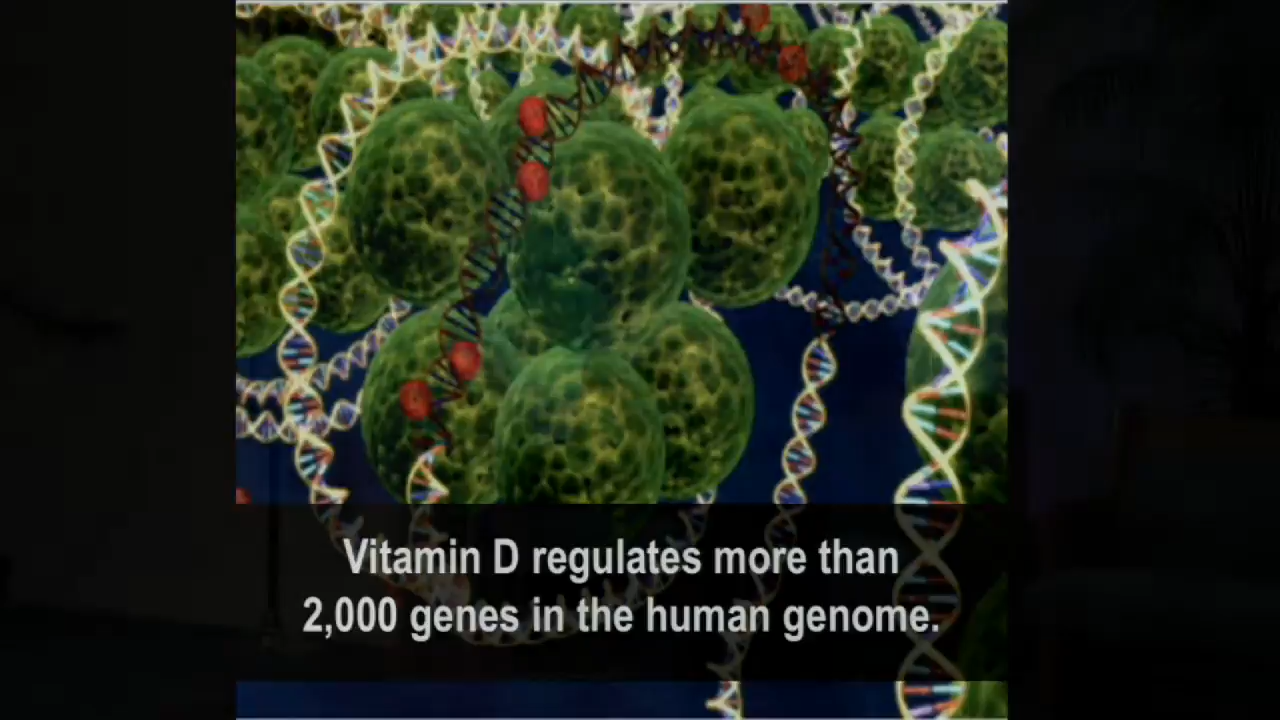 Vitamin D regulates more than
2,000 genes in the human genome.